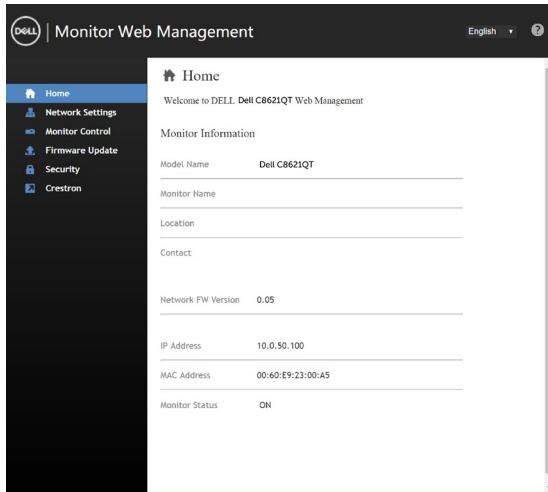 DELL | Monitor Web Management
English
?
Home
Network Settings
Monitor Control
Firmware Update
Security
Crestron
Home
Welcome to DELL Dell C8621QT Web Management
Monitor Information
Model Name Dell C8621QT
Monitor Name
Location
Contact
Network FW Version 0.05
IP Address 10.0.50.100
MAC Address 00:60:E9:23:00:A5
Monitor Status ON